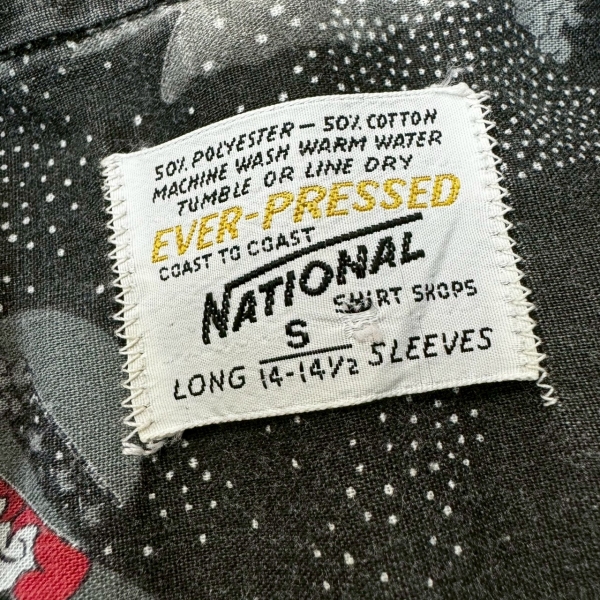 50% POLYESTER — 50% COTTON
MACHINE WASH WARM WATER
TUMBLE OR LINE DRY
EVER-PRESSED
COAST TO COAST
NATIONAL
SHIRT SHOPS
S
LONG 14-14½ SLEEVES